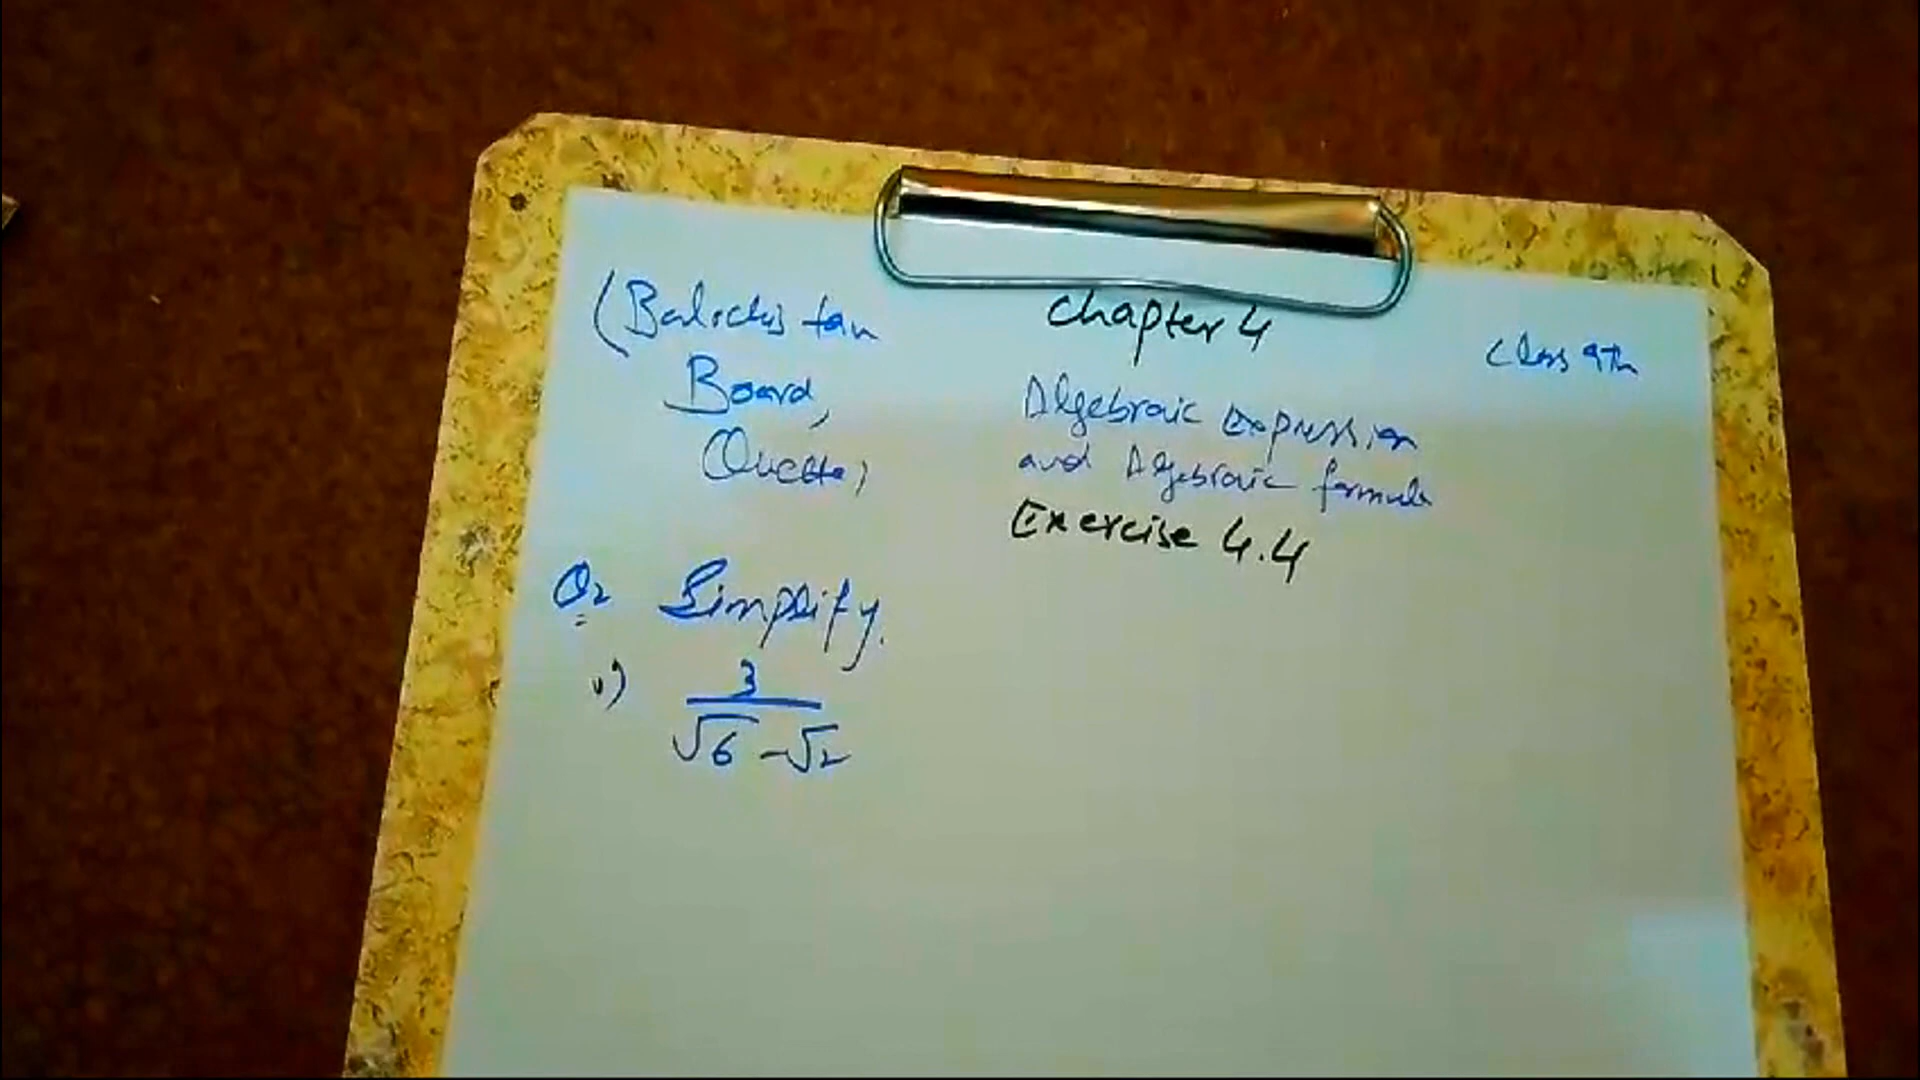 (Balochistan
Board,
Quetta)
Chapter 4
Algebraic Expression
and Algebraic formula
Exercise 4.4
Class 9th
Q2 Simplify.
3
√6 - √2